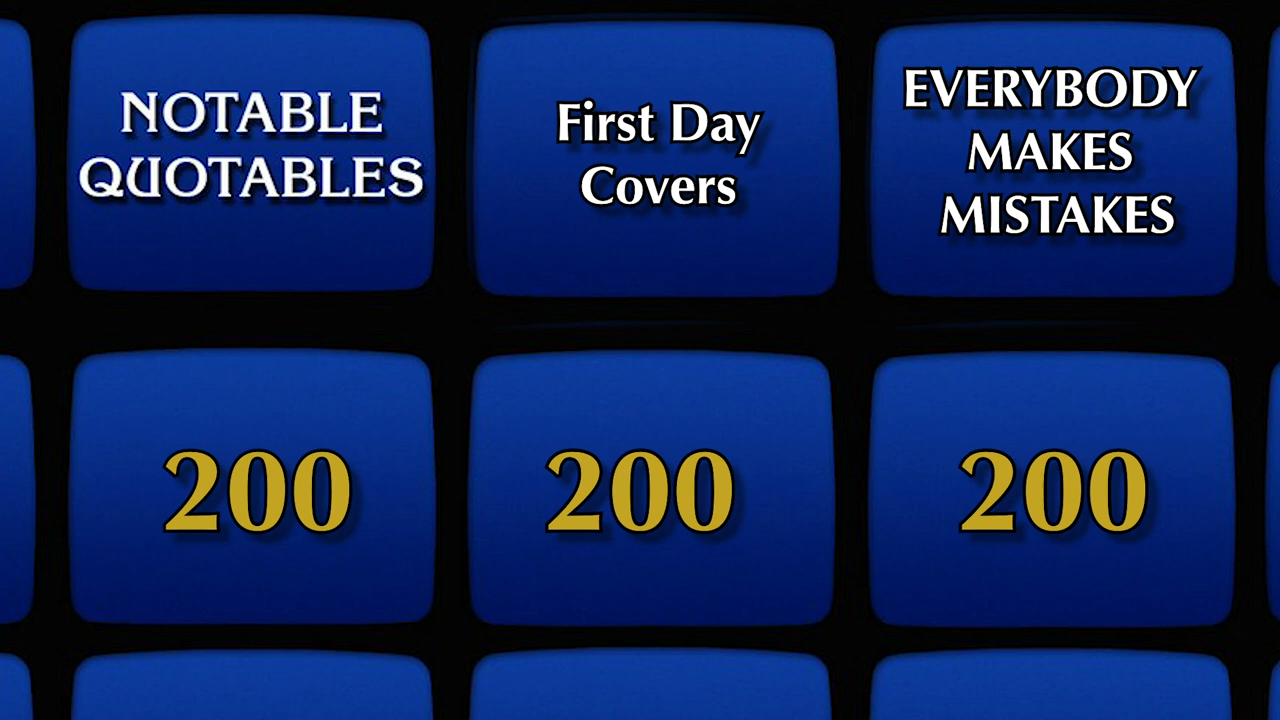 NOTABLE
QUOTABLES
First Day
Covers
EVERYBODY
MAKES
MISTAKES
200
200
200